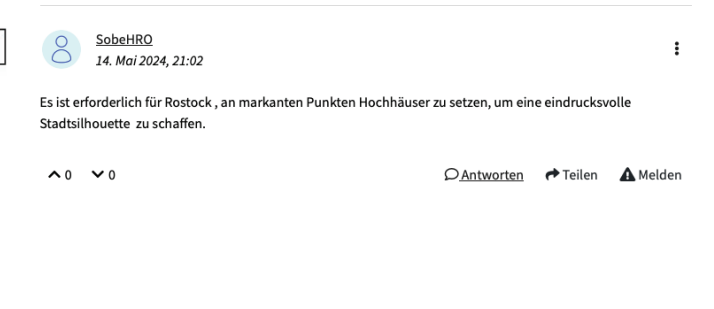 SobeHRO
14. Mai 2024, 21:02
Es ist erforderlich für Rostock , an markanten Punkten Hochhäuser zu setzen, um eine eindrucksvolle
Stadtsilhouette  zu schaffen.
0 0 Antworten Teilen Melden